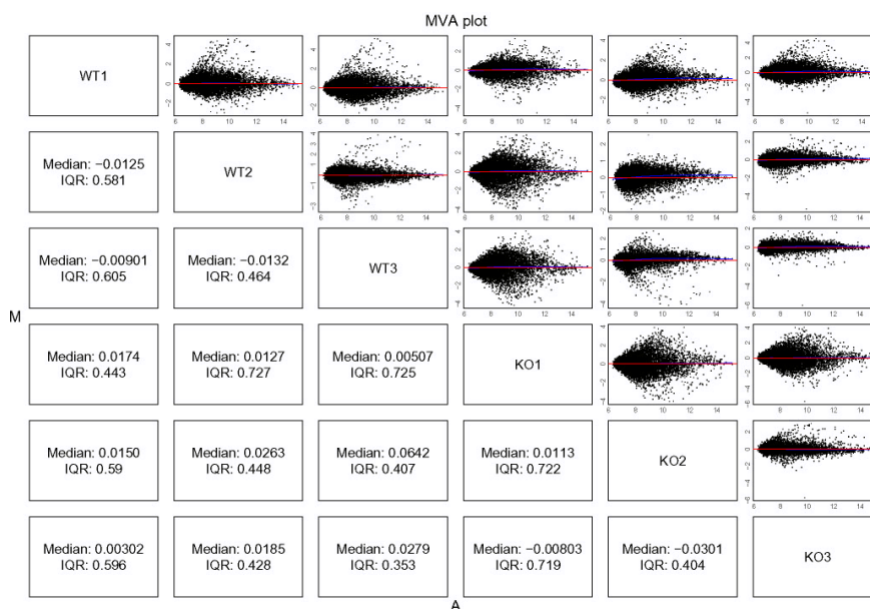 MVA plot
WT1
Median: −0.0125
IQR: 0.581
WT2
Median: −0.00901
IQR: 0.605
Median: −0.0132
IQR: 0.464
WT3
M
Median: 0.0174
IQR: 0.443
Median: 0.0127
IQR: 0.727
Median: 0.00507
IQR: 0.725
KO1
Median: 0.0150
IQR: 0.59
Median: 0.0263
IQR: 0.448
Median: 0.0642
IQR: 0.407
Median: 0.0113
IQR: 0.722
KO2
Median: 0.00302
IQR: 0.596
Median: 0.0185
IQR: 0.428
Median: 0.0279
IQR: 0.353
Median: −0.00803
IQR: 0.719
Median: −0.0301
IQR: 0.404
KO3
A